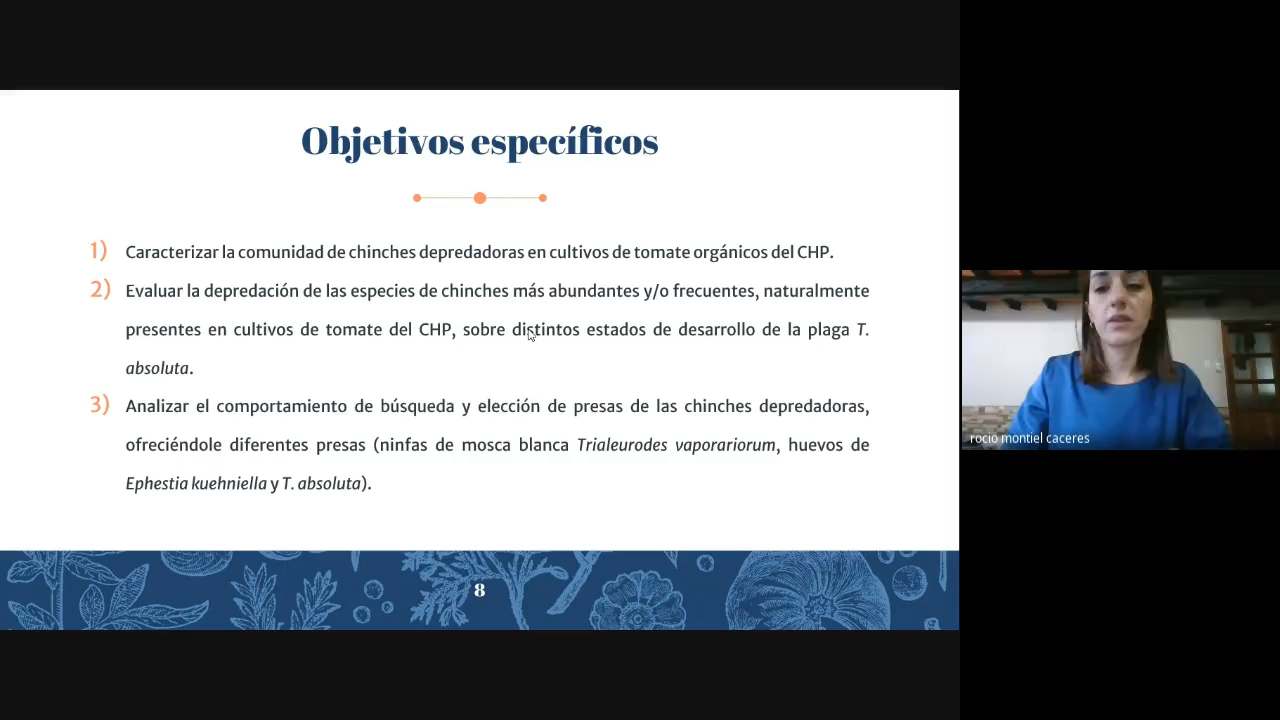 Objetivos específicos
1) Caracterizar la comunidad de chinches depredadoras en cultivos de tomate orgánicos del CHP.
2) Evaluar la depredación de las especies de chinches más abundantes y/o frecuentes, naturalmente
presentes en cultivos de tomate del CHP, sobre distintos estados de desarrollo de la plaga T.
absoluta.
3) Analizar el comportamiento de búsqueda y elección de presas de las chinches depredadoras,
ofreciéndole diferentes presas (ninfas de mosca blanca Trialeurodes vaporariorum, huevos de
Ephestia kuehniella y T. absoluta).
8
rocio montiel caceres